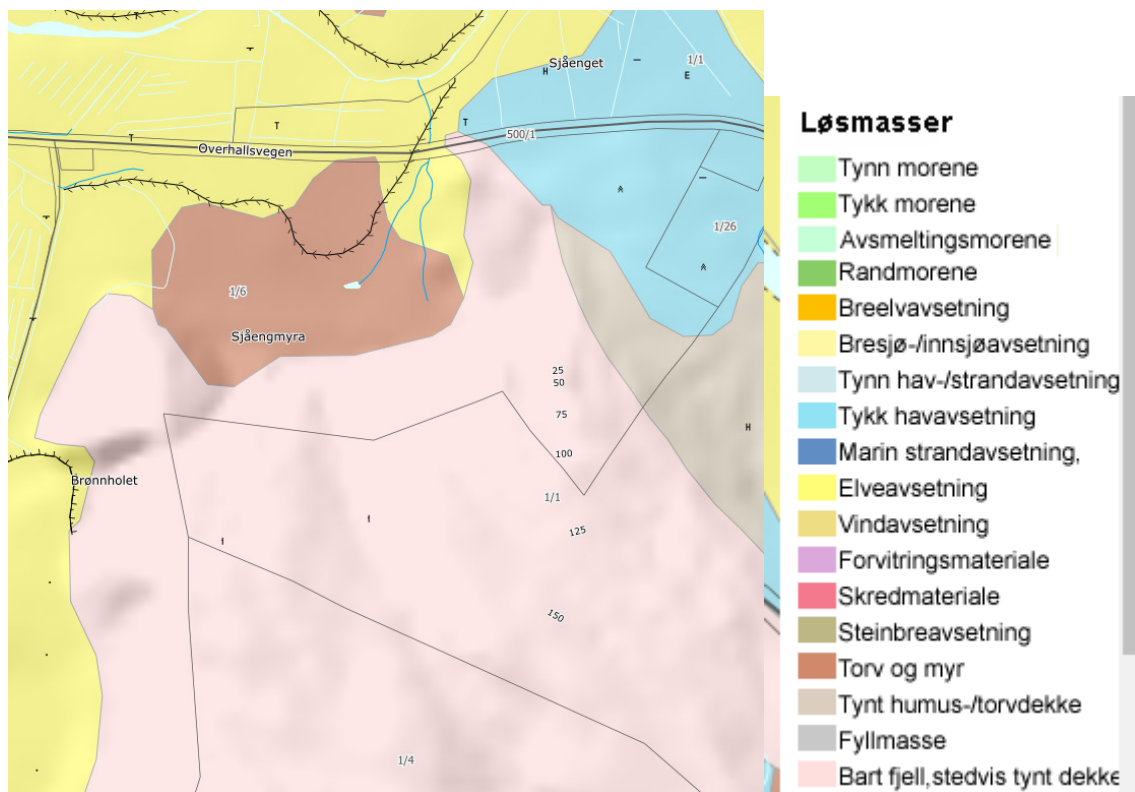 Sjåenget
H
1/1
E
T
500/1
T
T
Overhallsvegen
1/26
1/6
Sjåengmyra
25
50
75
100
H
Brønnholet
1/1
125
150
1/4
Løsmasser
Tynn morene
Tykk morene
Avsmeltingsmorene
Randmorene
Breelvavsetning
Bresjø-/innsjøavsetning
Tynn hav-/strandavsetning
Tykk havavsetning
Marin strandavsetning,
Elveavsetning
Vindavsetning
Forvitringsmateriale
Skredmateriale
Steinbreavsetning
Torv og myr
Tynt humus-/torvdekke
Fyllmasse
Bart fjell,stedvis tynt dekke